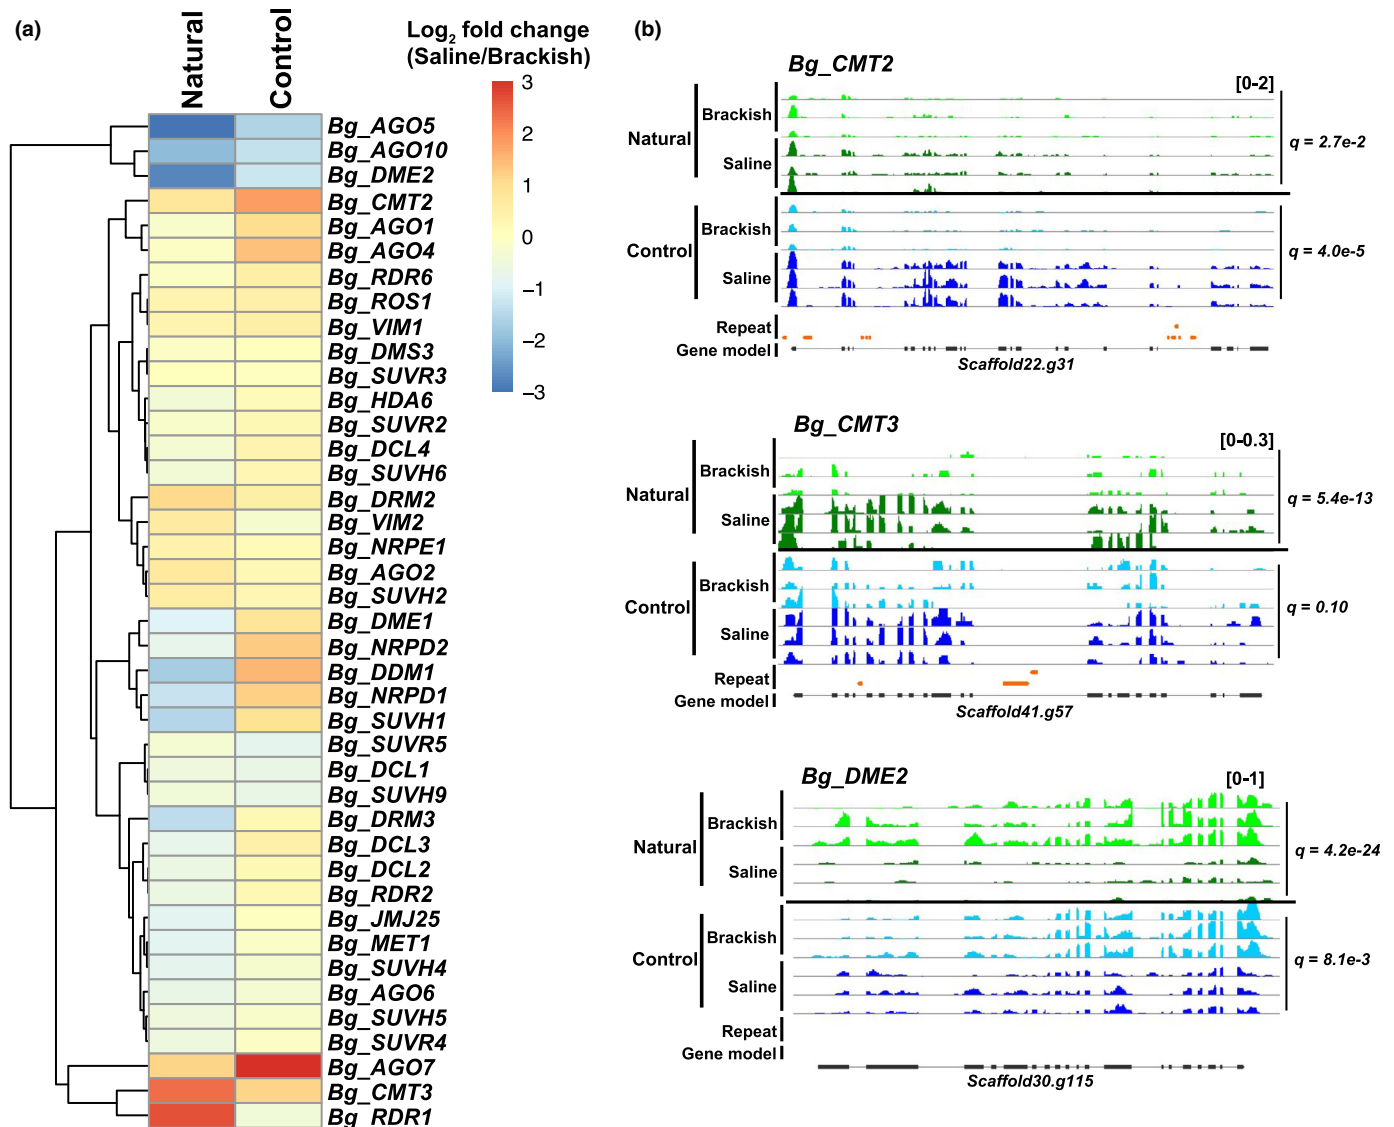 (a)
Natural
Control
Log2 fold change
(Saline/Brackish)
3
2
1
0
−1
−2
−3
Bg_AGO5
Bg_AGO10
Bg_DME2
Bg_CMT2
Bg_AGO1
Bg_AGO4
Bg_RDR6
Bg_ROS1
Bg_VIM1
Bg_DMS3
Bg_SUVR3
Bg_HDA6
Bg_SUVR2
Bg_DCL4
Bg_SUVH6
Bg_DRM2
Bg_VIM2
Bg_NRPE1
Bg_AGO2
Bg_SUVH2
Bg_DME1
Bg_NRPD2
Bg_DDM1
Bg_NRPD1
Bg_SUVH1
Bg_SUVR5
Bg_DCL1
Bg_SUVH9
Bg_DRM3
Bg_DCL3
Bg_DCL2
Bg_RDR2
Bg_JMJ25
Bg_MET1
Bg_SUVH4
Bg_AGO6
Bg_SUVH5
Bg_SUVR4
Bg_AGO7
Bg_CMT3
Bg_RDR1
(b)
Bg_CMT2
[0-2]
Natural
Brackish
Saline
q = 2.7e-2
Control
Brackish
Saline
q = 4.0e-5
Repeat
Gene model
Scaffold22.g31
Bg_CMT3
[0-0.3]
Natural
Brackish
Saline
q = 5.4e-13
Control
Brackish
Saline
q = 0.10
Repeat
Gene model
Scaffold41.g57
Bg_DME2
[0-1]
Natural
Brackish
Saline
q = 4.2e-24
Control
Brackish
Saline
q = 8.1e-3
Repeat
Gene model
Scaffold30.g115